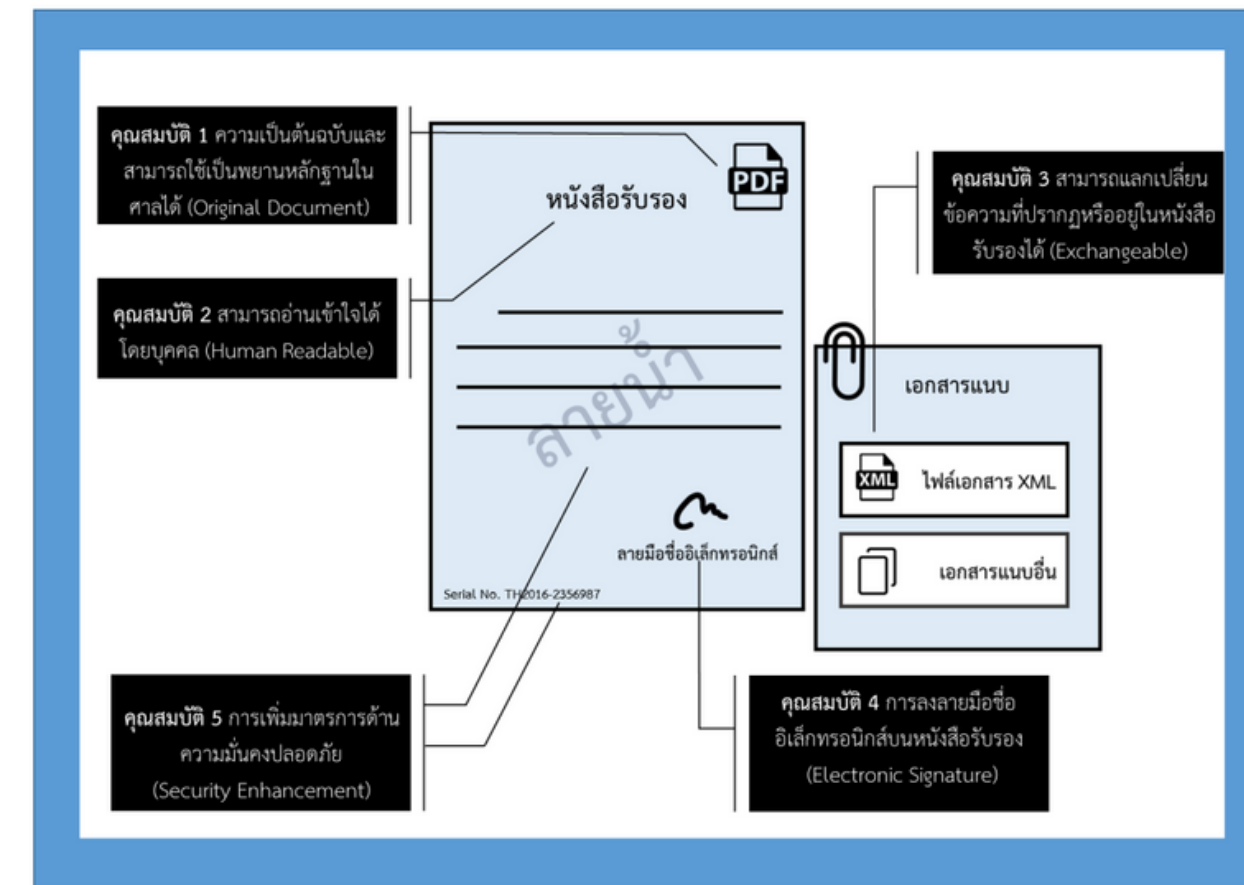 คุณสมบัติ 1 ความเป็นต้นฉบับและ
สามารถใช้เป็นพยานหลักฐานใน
ศาลได้ (Original Document)
คุณสมบัติ 2 สามารถอ่านเข้าใจได้
โดยบุคคล (Human Readable)
PDF
หนังสือรับรอง
ลายน้ำ
ลายมือชื่ออิเล็กทรอนิกส์
Serial No. TH2016-2356987
คุณสมบัติ 3 สามารถแลกเปลี่ยน
ข้อความที่ปรากฏหรืออยู่ในหนังสือ
รับรองได้ (Exchangeable)
เอกสารแนบ
XML
ไฟล์เอกสาร XML
เอกสารแนบอื่น
คุณสมบัติ 5 การเพิ่มมาตรการด้าน
ความมั่นคงปลอดภัย
(Security Enhancement)
คุณสมบัติ 4 การลงลายมือชื่อ
อิเล็กทรอนิกส์บนหนังสือรับรอง
(Electronic Signature)